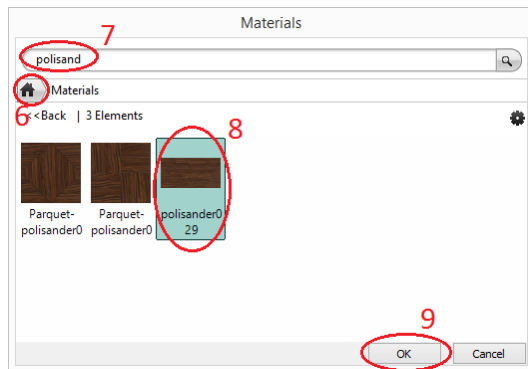 Materials
7
polisand
Materials
6
<<Back | 3 Elements
8
Parquet-
polisander0
Parquet-
polisander0
polisander0
29
9
OK
Cancel